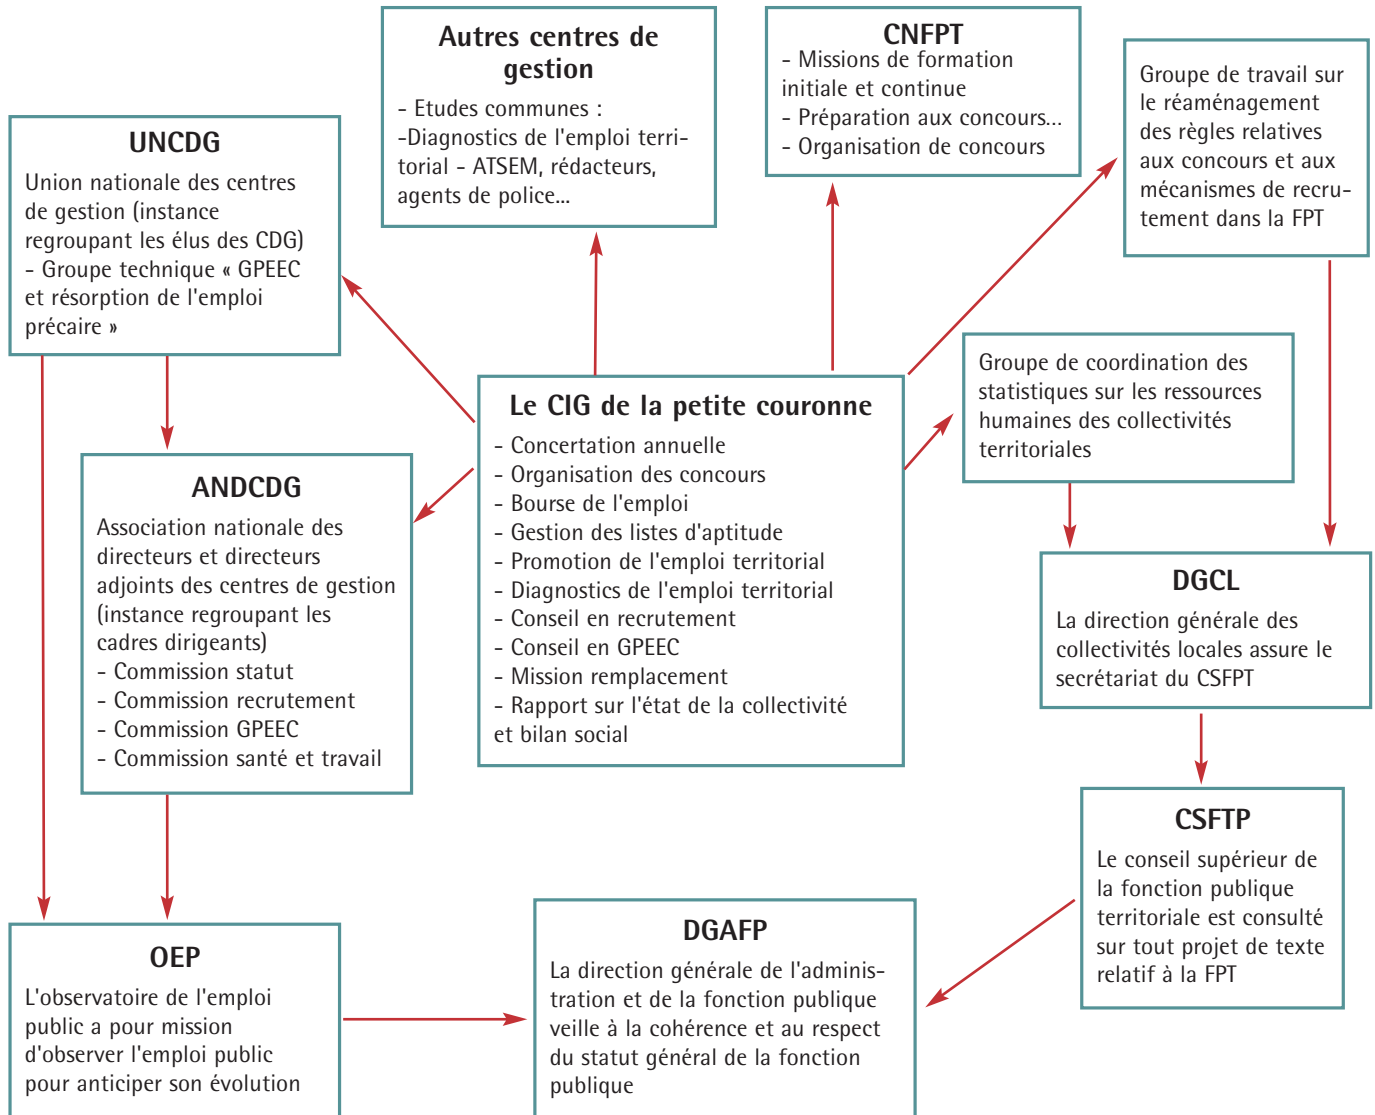 Autres centres de
gestion
- Etudes communes :
-Diagnostics de l'emploi terri-
torial - ATSEM, rédacteurs,
agents de police...
CNFPT
- Missions de formation
initiale et continue
- Préparation aux concours...
- Organisation de concours
Groupe de travail sur
le réaménagement
des règles relatives
aux concours et aux
mécanismes de recru-
tement dans la FPT
UNCDG
Union nationale des centres
de gestion (instance
regroupant les élus des CDG)
- Groupe technique « GPEEC
et résorption de l'emploi
précaire »
Groupe de coordination des
statistiques sur les ressources
humaines des collectivités
territoriales
Le CIG de la petite couronne
- Concertation annuelle
- Organisation des concours
- Bourse de l'emploi
- Gestion des listes d'aptitude
- Promotion de l'emploi territorial
- Diagnostics de l'emploi territorial
- Conseil en recrutement
- Conseil en GPEEC
- Mission remplacement
- Rapport sur l'état de la collectivité
et bilan social
ANDCDG
Association nationale des
directeurs et directeurs
adjoints des centres de gestion
(instance regroupant les
cadres dirigeants)
- Commission statut
- Commission recrutement
- Commission GPEEC
- Commission santé et travail
DGCL
La direction générale des
collectivités locales assure le
secrétariat du CSFPT
CSFTP
Le conseil supérieur de
la fonction publique
territoriale est consulté
sur tout projet de texte
relatif à la FPT
OEP
L'observatoire de l'emploi
public a pour mission
d'observer l'emploi public
pour anticiper son évolution
DGAFP
La direction générale de l'adminis-
tration et de la fonction publique
veille à la cohérence et au respect
du statut général de la fonction
publique